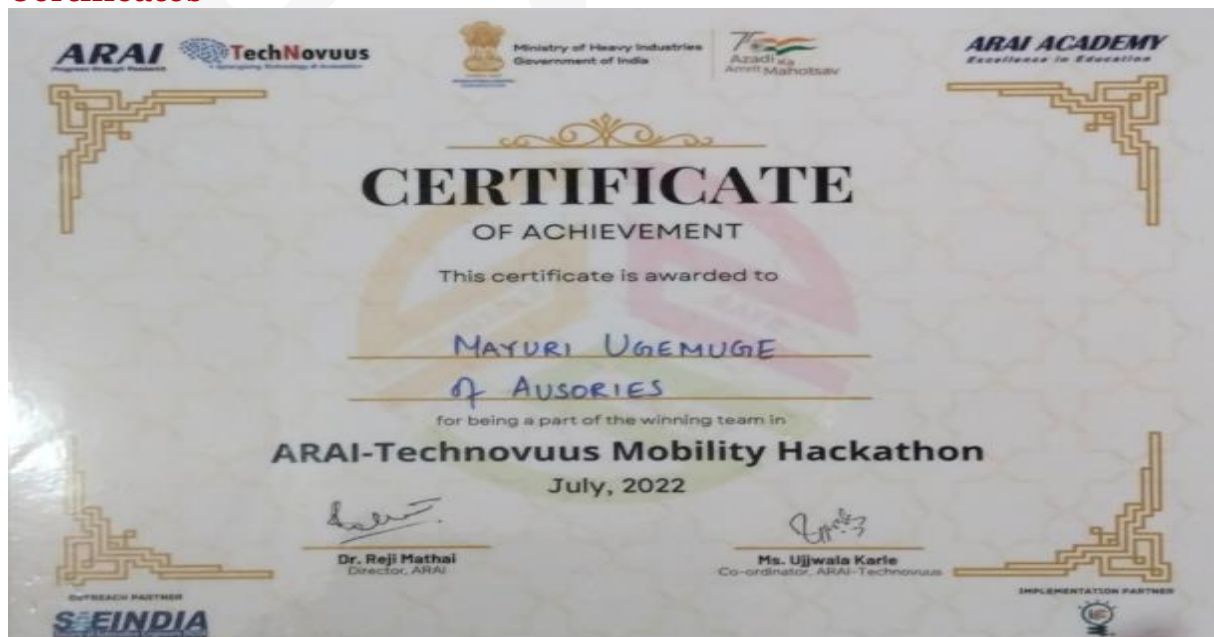 Certificates
ARAI
Progress through Research
TechNovuus
Ministry of Heavy Industries
Government of India
Azadi Ka
Amrit Mahotsav
ARAI ACADEMY
Excellence in Education
CERTIFICATE
OF ACHIEVEMENT
This certificate is awarded to
MAYURI UGEMUGE
of AUSORIES
for being a part of the winning team in
ARAI-Technovuus Mobility Hackathon
July, 2022
Dr. Reji Mathai
Director, ARAI
Ms. Ujjwala Karle
Co-ordinator, ARAI-Technovuus
OUTREACH PARTNER
SAEINDIA
IMPLEMENTATION PARTNER